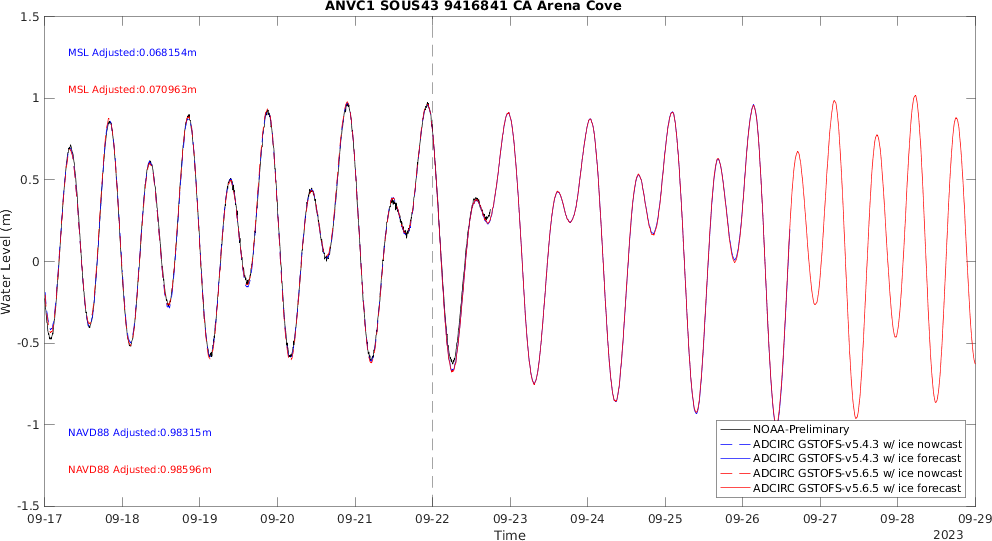 ANVC1 SOUS43 9416841 CA Arena Cove
MSL Adjusted:0.068154m
MSL Adjusted:0.070963m
NAVD88 Adjusted:0.98315m
NAVD88 Adjusted:0.98596m
Water Level (m)
1.5
1
0.5
0
-0.5
-1
-1.5
NOAA-Preliminary
ADCIRC GSTOFS-v5.4.3 w/ ice nowcast
ADCIRC GSTOFS-v5.4.3 w/ ice forecast
ADCIRC GSTOFS-v5.6.5 w/ ice nowcast
ADCIRC GSTOFS-v5.6.5 w/ ice forecast
09-17 09-18 09-19 09-20 09-21 09-22 09-23 09-24 09-25 09-26 09-27 09-28 09-29
Time
2023